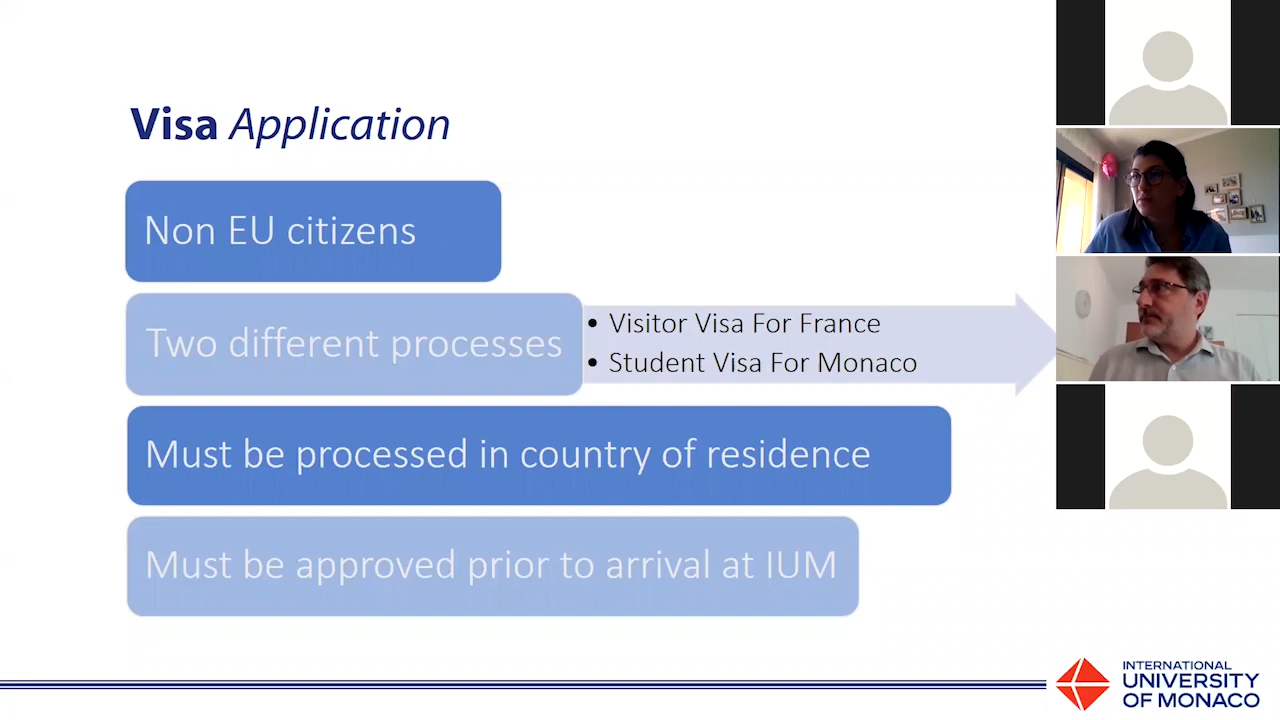 Visa Application
Non EU citizens
Two different processes
• Visitor Visa For France
• Student Visa For Monaco
Must be processed in country of residence
Must be approved prior to arrival at IUM
INTERNATIONAL
UNIVERSITY
OF MONACO